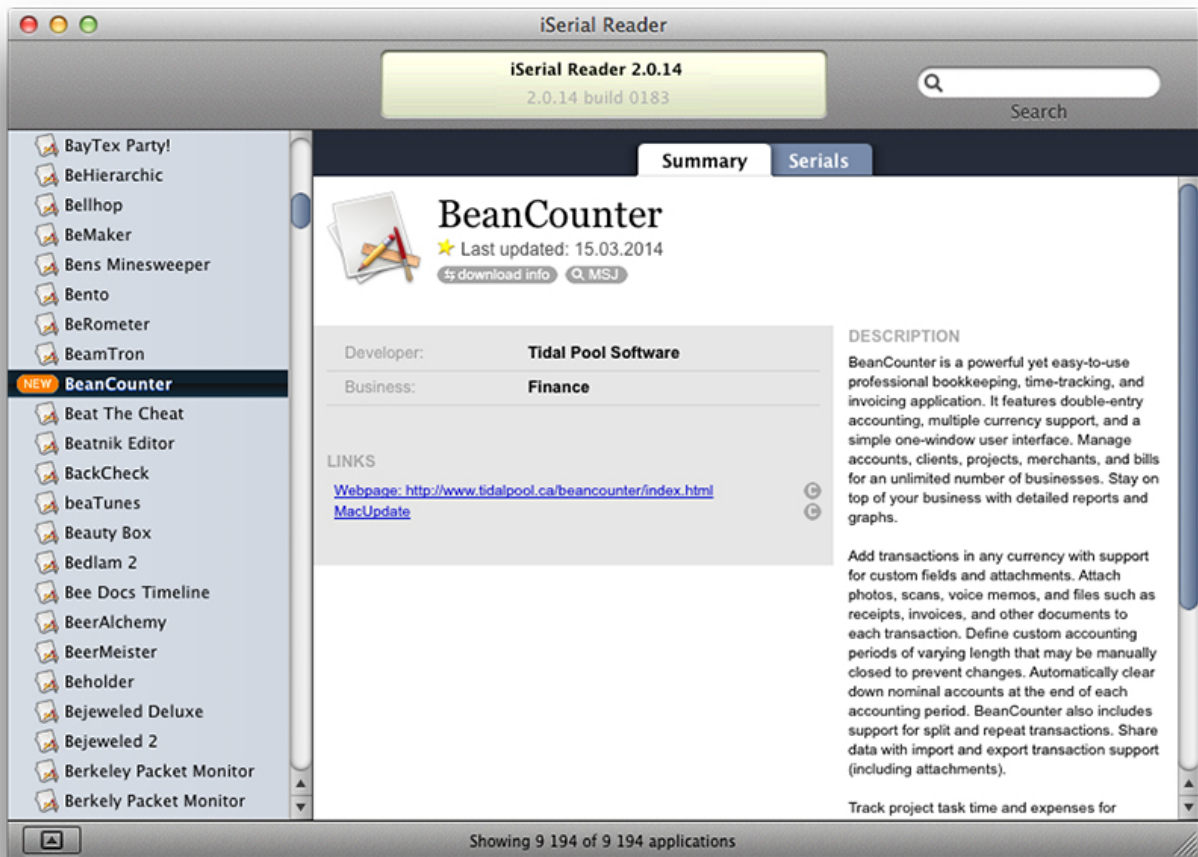 iSerial Reader
iSerial Reader 2.0.14
2.0.14 build 0183
Search
BayTex Party!
BeHierarchic
Bellhop
BeMaker
Bens Minesweeper
Bento
BeRometer
BeamTron
NEW BeanCounter
Beat The Cheat
Beatnik Editor
BackCheck
beaTunes
Beauty Box
Bedlam 2
Bee Docs Timeline
BeerAlchemy
BeerMeister
Beholder
Bejeweled Deluxe
Bejeweled 2
Berkeley Packet Monitor
Berkely Packet Monitor
Summary Serials
BeanCounter
Last updated: 15.03.2014
download info MSJ
Developer: Tidal Pool Software
Business: Finance
LINKS
Webpage: http://www.tidalpool.ca/beancounter/index.html
MacUpdate
DESCRIPTION
BeanCounter is a powerful yet easy-to-use
professional bookkeeping, time-tracking, and
invoicing application. It features double-entry
accounting, multiple currency support, and a
simple one-window user interface. Manage
accounts, clients, projects, merchants, and bills
for an unlimited number of businesses. Stay on
top of your business with detailed reports and
graphs.
Add transactions in any currency with support
for custom fields and attachments. Attach
photos, scans, voice memos, and files such as
receipts, invoices, and other documents to
each transaction. Define custom accounting
periods of varying length that may be manually
closed to prevent changes. Automatically clear
down nominal accounts at the end of each
accounting period. BeanCounter also includes
support for split and repeat transactions. Share
data with import and export transaction support
(including attachments).
Track project task time and expenses for
Showing 9 194 of 9 194 applications